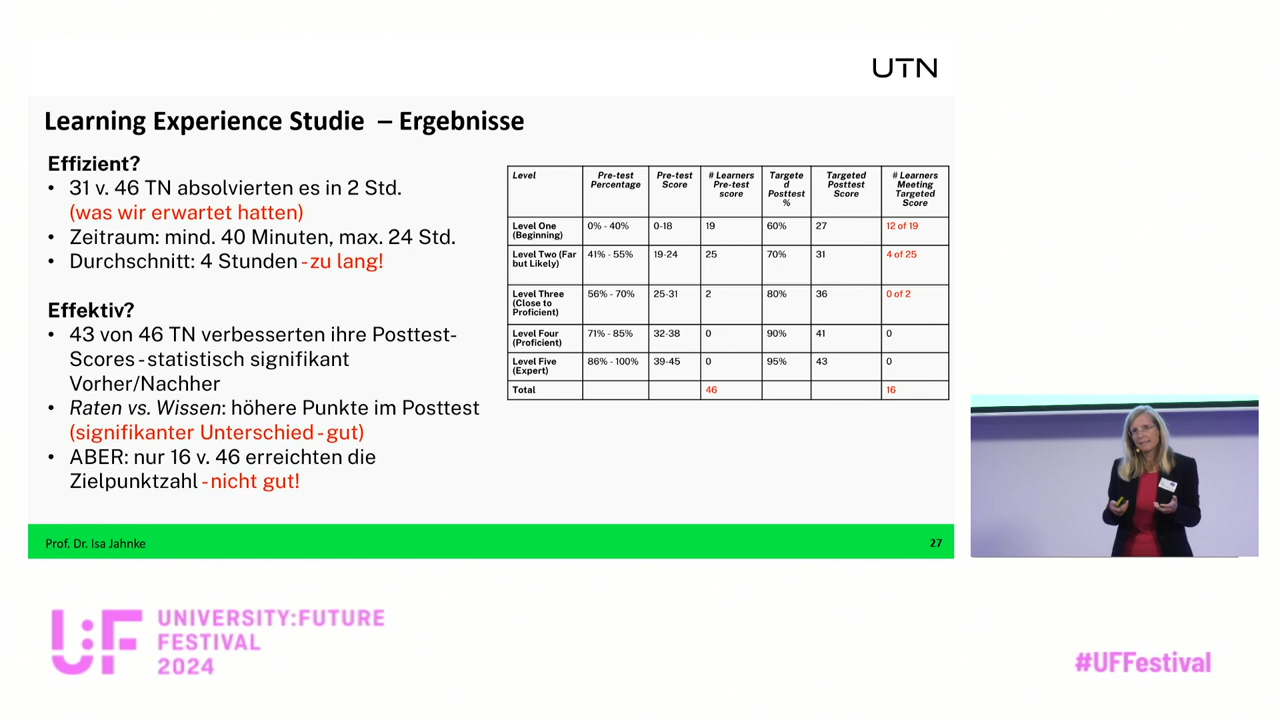 UTN
Learning Experience Studie – Ergebnisse
Effizient?
• 31 v. 46 TN absolvierten es in 2 Std.
(was wir erwartet hatten)
• Zeitraum: mind. 40 Minuten, max. 24 Std.
• Durchschnitt: 4 Stunden - zu lang!
Effektiv?
• 43 von 46 TN verbesserten ihre Posttest-
Scores - statistisch signifikant
Vorher/Nachher
• Raten vs. Wissen: höhere Punkte im Posttest
(signifikanter Unterschied - gut)
• ABER: nur 16 v. 46 erreichten die
Zielpunktzahl - nicht gut!
Level Pre-test Percentage Pre-test Score # Learners Pre-test score Targeted Posttest % Targeted Posttest Score # Learners Meeting Targeted Score
Level One (Beginning) 0% - 40% 0-18 19 60% 27 12 of 19
Level Two (Far but Likely) 41% - 55% 19-24 25 70% 31 4 of 25
Level Three (Close to Proficient) 56% - 70% 25-31 2 80% 36 0 of 2
Level Four (Proficient) 71% - 85% 32-38 0 90% 41 0
Level Five (Expert) 86% - 100% 39-45 0 95% 43 0
Total 46 16
Prof. Dr. Isa Jahnke
27
U:F
UNIVERSITY:FUTURE
FESTIVAL
2024
#UFFestival